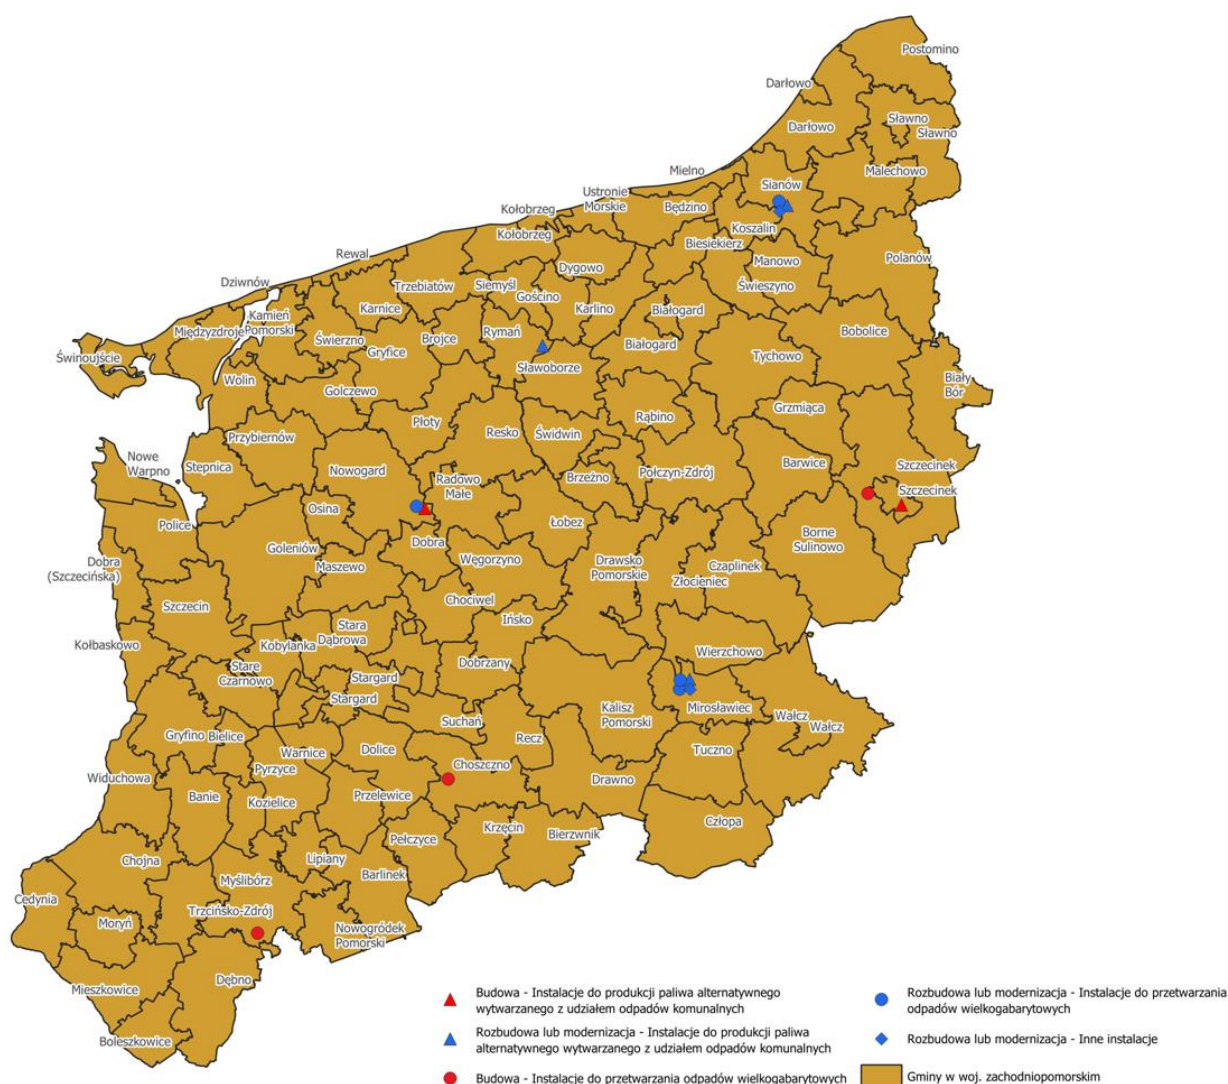 Postomino
Darłowo
Sławno
Darłowo
Sławno
Mielno
Malechowo
Sianów
Ustronie
Morskie
Będzino
Kołobrzeg
Koszalin
Kołobrzeg
Biesiekierz
Rewal
Manowo
Polanów
Dygowo
Dziwnów
Trzebiatów
Siemyśl
Świeszyno
Gościno
Karnice
Karlino
Białogard
Kamień
Pomorski
Międzyzdroje
Świerzno
Brojce
Rymań
Bobolice
Gryfice
Białogard
Świnoujście
Tychowo
Sławoborze
Wolin
Biały
Bór
Golczewo
Grzmiąca
Rąbino
Płoty
Resko
Świdwin
Przybiernów
Nowe
Warpno
Stepnica
Nowogard
Radowo
Małe
Brzeżno
Połczyn-Zdrój
Barwice
Szczecinek
Szczecinek
Osina
Police
Łobez
Borne
Sulinowo
Dobra
Goleniów
Maszewo
Węgorzyno
Drawsko
Pomorskie
Czaplinek
Złocieniec
Dobra
(Szczecińska)
Szczecin
Chociwel
Ińsko
Stara
Dąbrowa
Kołbaskowo
Kobylanka
Wierzchowo
Stare
Czarnowo
Dobrzany
Stargard
Stargard
Kalisz
Pomorski
Mirosławiec
Suchań
Wałcz
Wałcz
Gryfino
Bielice
Recz
Warnice
Dolice
Tuczno
Choszczno
Pyrzyce
Widuchowa
Drawno
Banie
Kozielice
Przelewice
Człopa
Krzęcin
Bierzwnik
Pełczyce
Chojna
Lipiany
Myślibórz
Barlinek
Cedynia
Trzcińsko-Zdrój
Moryń
Nowogródek
Pomorski
Dębno
Mieszkowice
Boleszkowice
Budowa - Instalacje do produkcji paliwa alternatywnego
wytwarzanego z udziałem odpadów komunalnych
Rozbudowa lub modernizacja - Instalacje do produkcji paliwa
alternatywnego wytwarzanego z udziałem odpadów komunalnych
Budowa - Instalacje do przetwarzania odpadów wielkogabarytowych
Rozbudowa lub modernizacja - Instalacje do przetwarzania
odpadów wielkogabarytowych
Rozbudowa lub modernizacja - Inne instalacje
Gminy w woj. zachodniopomorskim